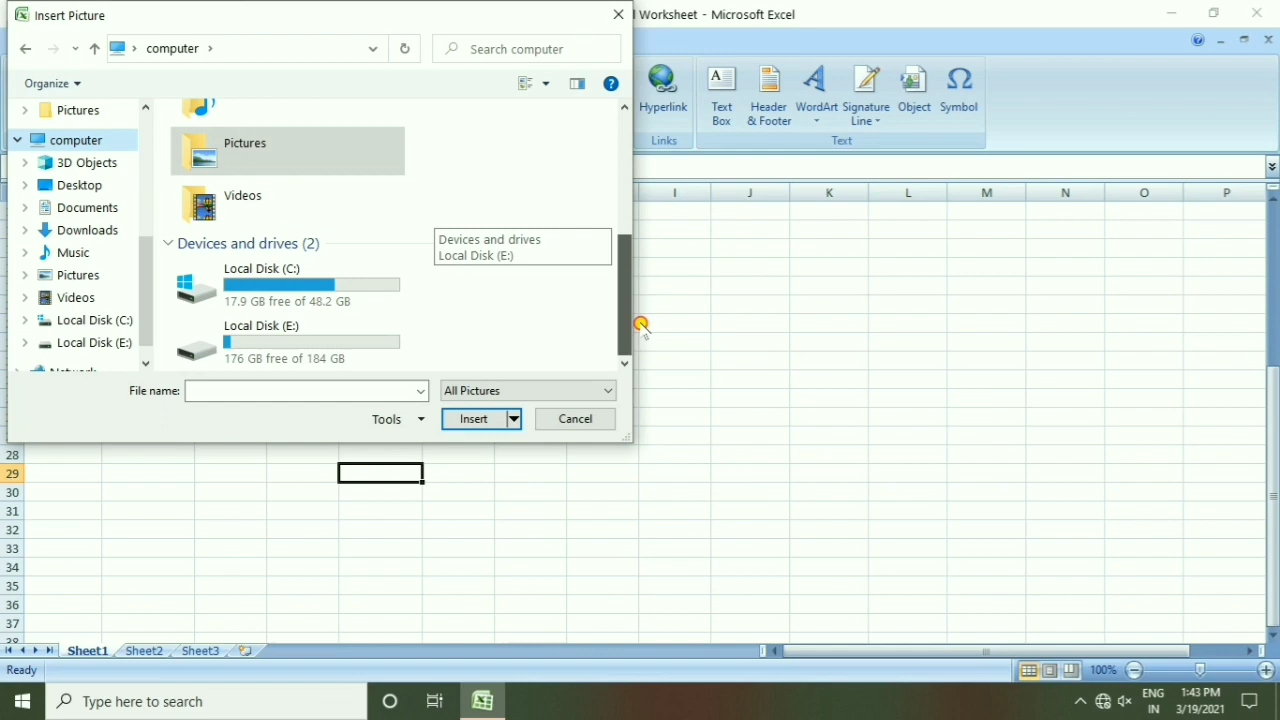 Insert Picture
l Worksheet - Microsoft Excel
computer
Search computer
Organize
Pictures
computer
3D Objects
Desktop
Documents
Downloads
Music
Pictures
Videos
Local Disk (C:)
Local Disk (E:)
Pictures
Videos
Devices and drives (2)
Local Disk (C:)
17.9 GB free of 48.2 GB
Local Disk (E:)
176 GB free of 184 GB
Devices and drives
Local Disk (E:)
File name:
All Pictures
Tools
Insert
Cancel
Hyperlink
Text Box
Header & Footer
WordArt
Signature Line
Object
Symbol
Links
Text
I J K L M N O P
28
29
30
31
32
33
34
35
36
37
38
Sheet1 Sheet2 Sheet3
Ready
100%
Type here to search
ENG
IN
1:43 PM
3/19/2021